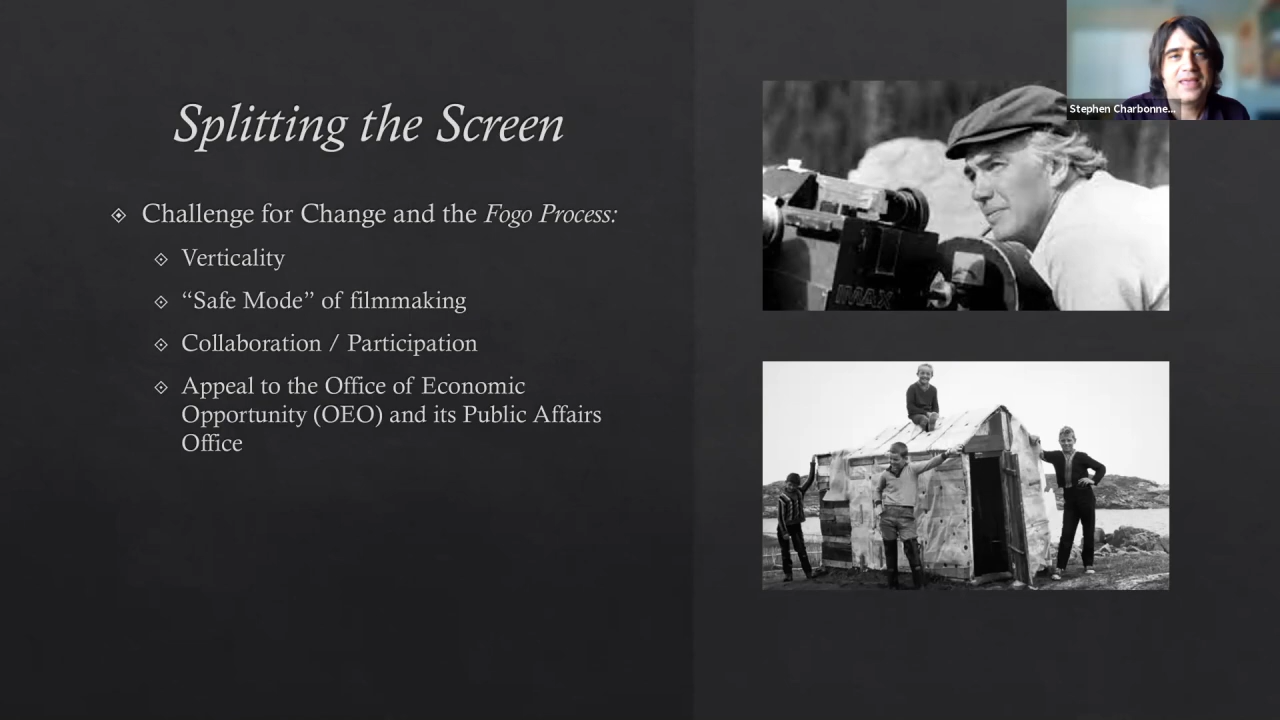 Splitting the Screen
Challenge for Change and the Fogo Process:
Verticality
“Safe Mode” of filmmaking
Collaboration / Participation
Appeal to the Office of Economic
Opportunity (OEO) and its Public Affairs
Office
IMAX
Stephen Charbonne...